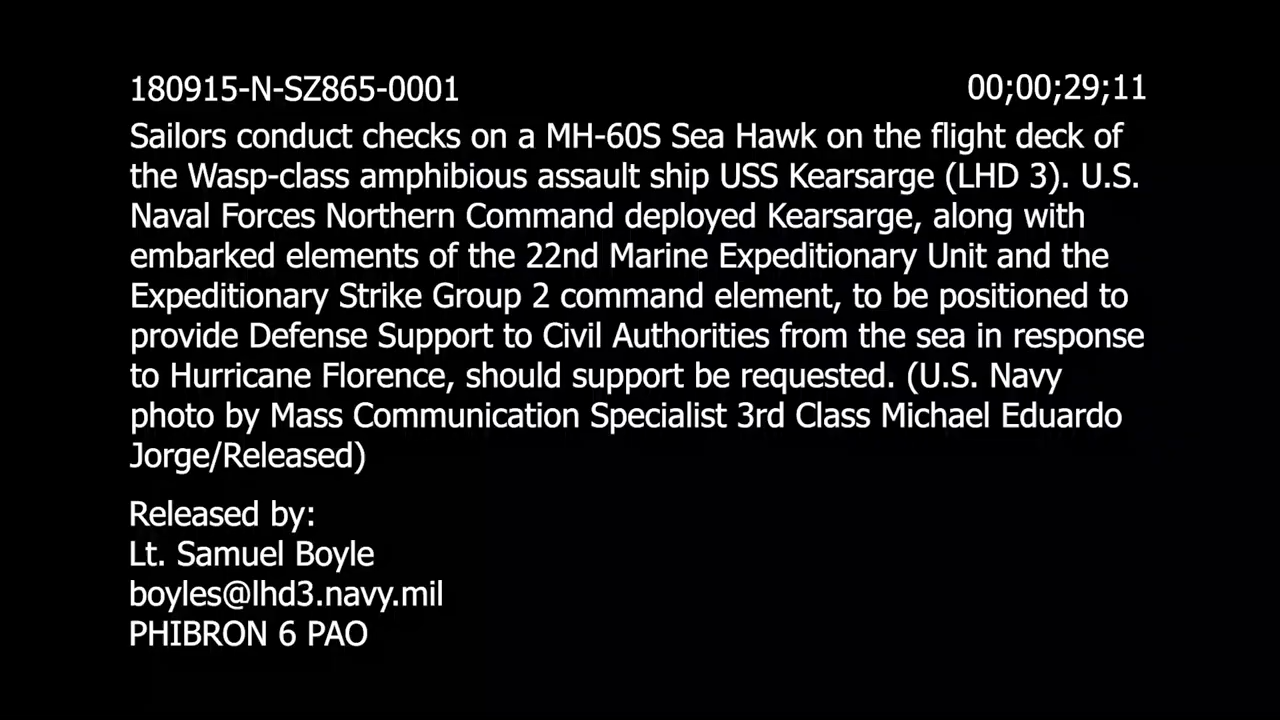 180915-N-SZ865-0001 00;00;29;11
Sailors conduct checks on a MH-60S Sea Hawk on the flight deck of
the Wasp-class amphibious assault ship USS Kearsarge (LHD 3). U.S.
Naval Forces Northern Command deployed Kearsarge, along with
embarked elements of the 22nd Marine Expeditionary Unit and the
Expeditionary Strike Group 2 command element, to be positioned to
provide Defense Support to Civil Authorities from the sea in response
to Hurricane Florence, should support be requested. (U.S. Navy
photo by Mass Communication Specialist 3rd Class Michael Eduardo
Jorge/Released)
Released by:
Lt. Samuel Boyle
boyles@lhd3.navy.mil
PHIBRON 6 PAO